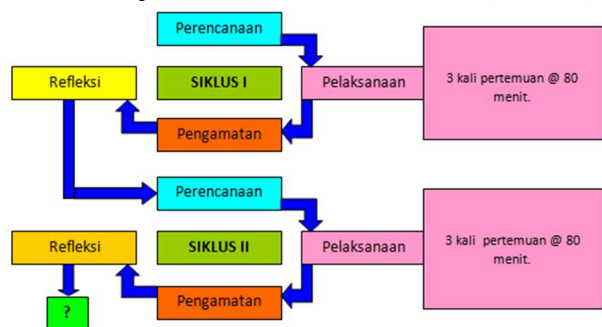 Perencanaan
Refleksi
SIKLUS I
Pelaksanaan
3 kali pertemuan @ 80
menit.
Pengamatan
Perencanaan
Refleksi
SIKLUS II
Pelaksanaan
3 kali pertemuan @ 80
menit.
Pengamatan
?